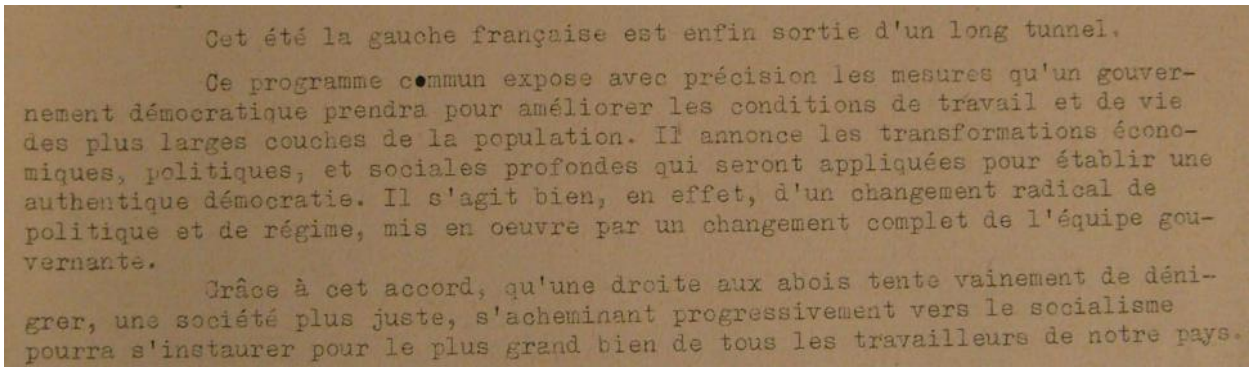 Cet été la gauche française est enfin sortie d'un long tunnel.
Ce programme commun expose avec précision les mesures qu'un gouver-
nement démocratique prendra pour améliorer les conditions de travail et de vie
des plus larges couches de la population. Il annonce les transformations écono-
miques, politiques, et sociales profondes qui seront appliquées pour établir une
authentique démocratie. Il s'agit bien, en effet, d'un changement radical de
politique et de régime, mis en oeuvre par un changement complet de l'équipe gou-
vernante.
Grâce à cet accord, qu'une droite aux abois tente vainement de déni-
grer, une société plus juste, s'acheminant progressivement vers le socialisme
pourra s'instaurer pour le plus grand bien de tous les travailleurs de notre pays.